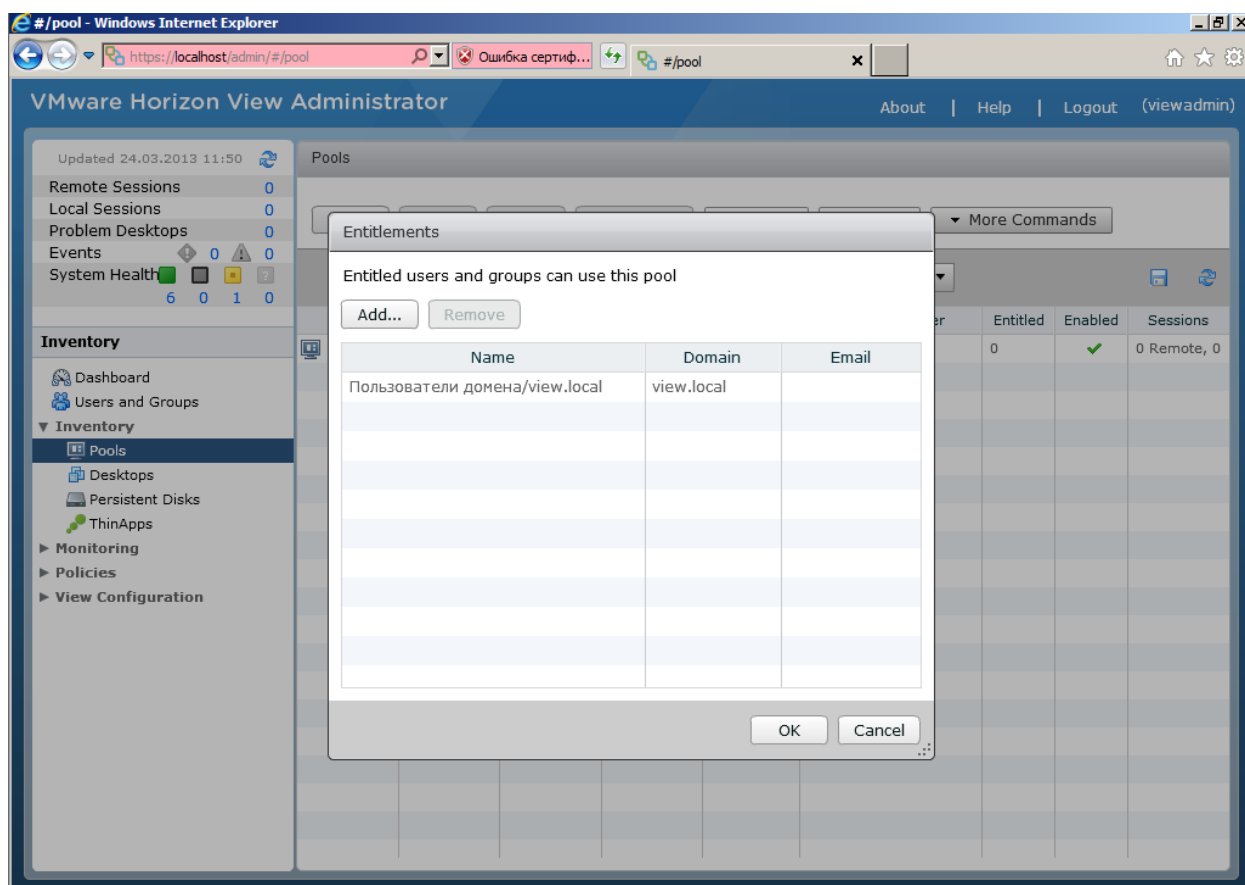 #/pool - Windows Internet Explorer
https://localhost/admin/#/pool
Ошибка сертиф...
#/pool
VMware Horizon View Administrator
About | Help | Logout (viewadmin)
Updated 24.03.2013 11:50
Remote Sessions 0
Local Sessions 0
Problem Desktops 0
Events 0 0
System Health ?
6 0 1 0
Inventory
Dashboard
Users and Groups
Inventory
Pools
Desktops
Persistent Disks
ThinApps
Monitoring
Policies
View Configuration
Pools
More Commands
Entitled Enabled Sessions
0 0 Remote, 0
Entitlements
Entitled users and groups can use this pool
Add... Remove
Name Domain Email
Пользователи домена/view.local view.local
OK Cancel